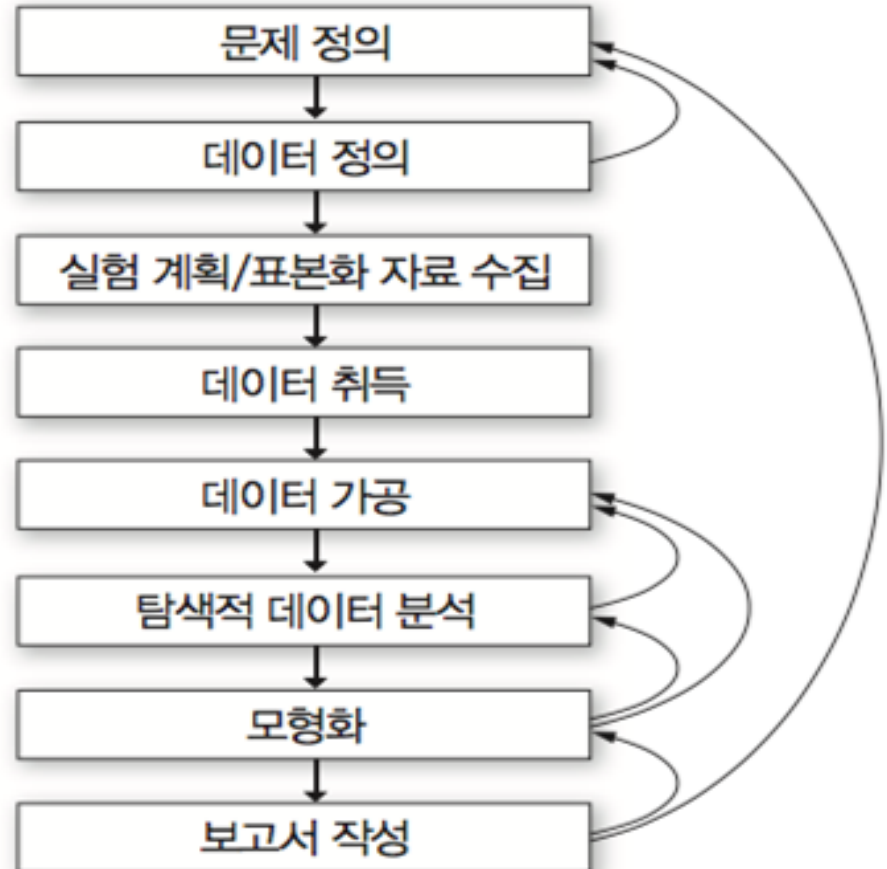 문제 정의
데이터 정의
실험 계획/표본화 자료 수집
데이터 취득
데이터 가공
탐색적 데이터 분석
모형화
보고서 작성